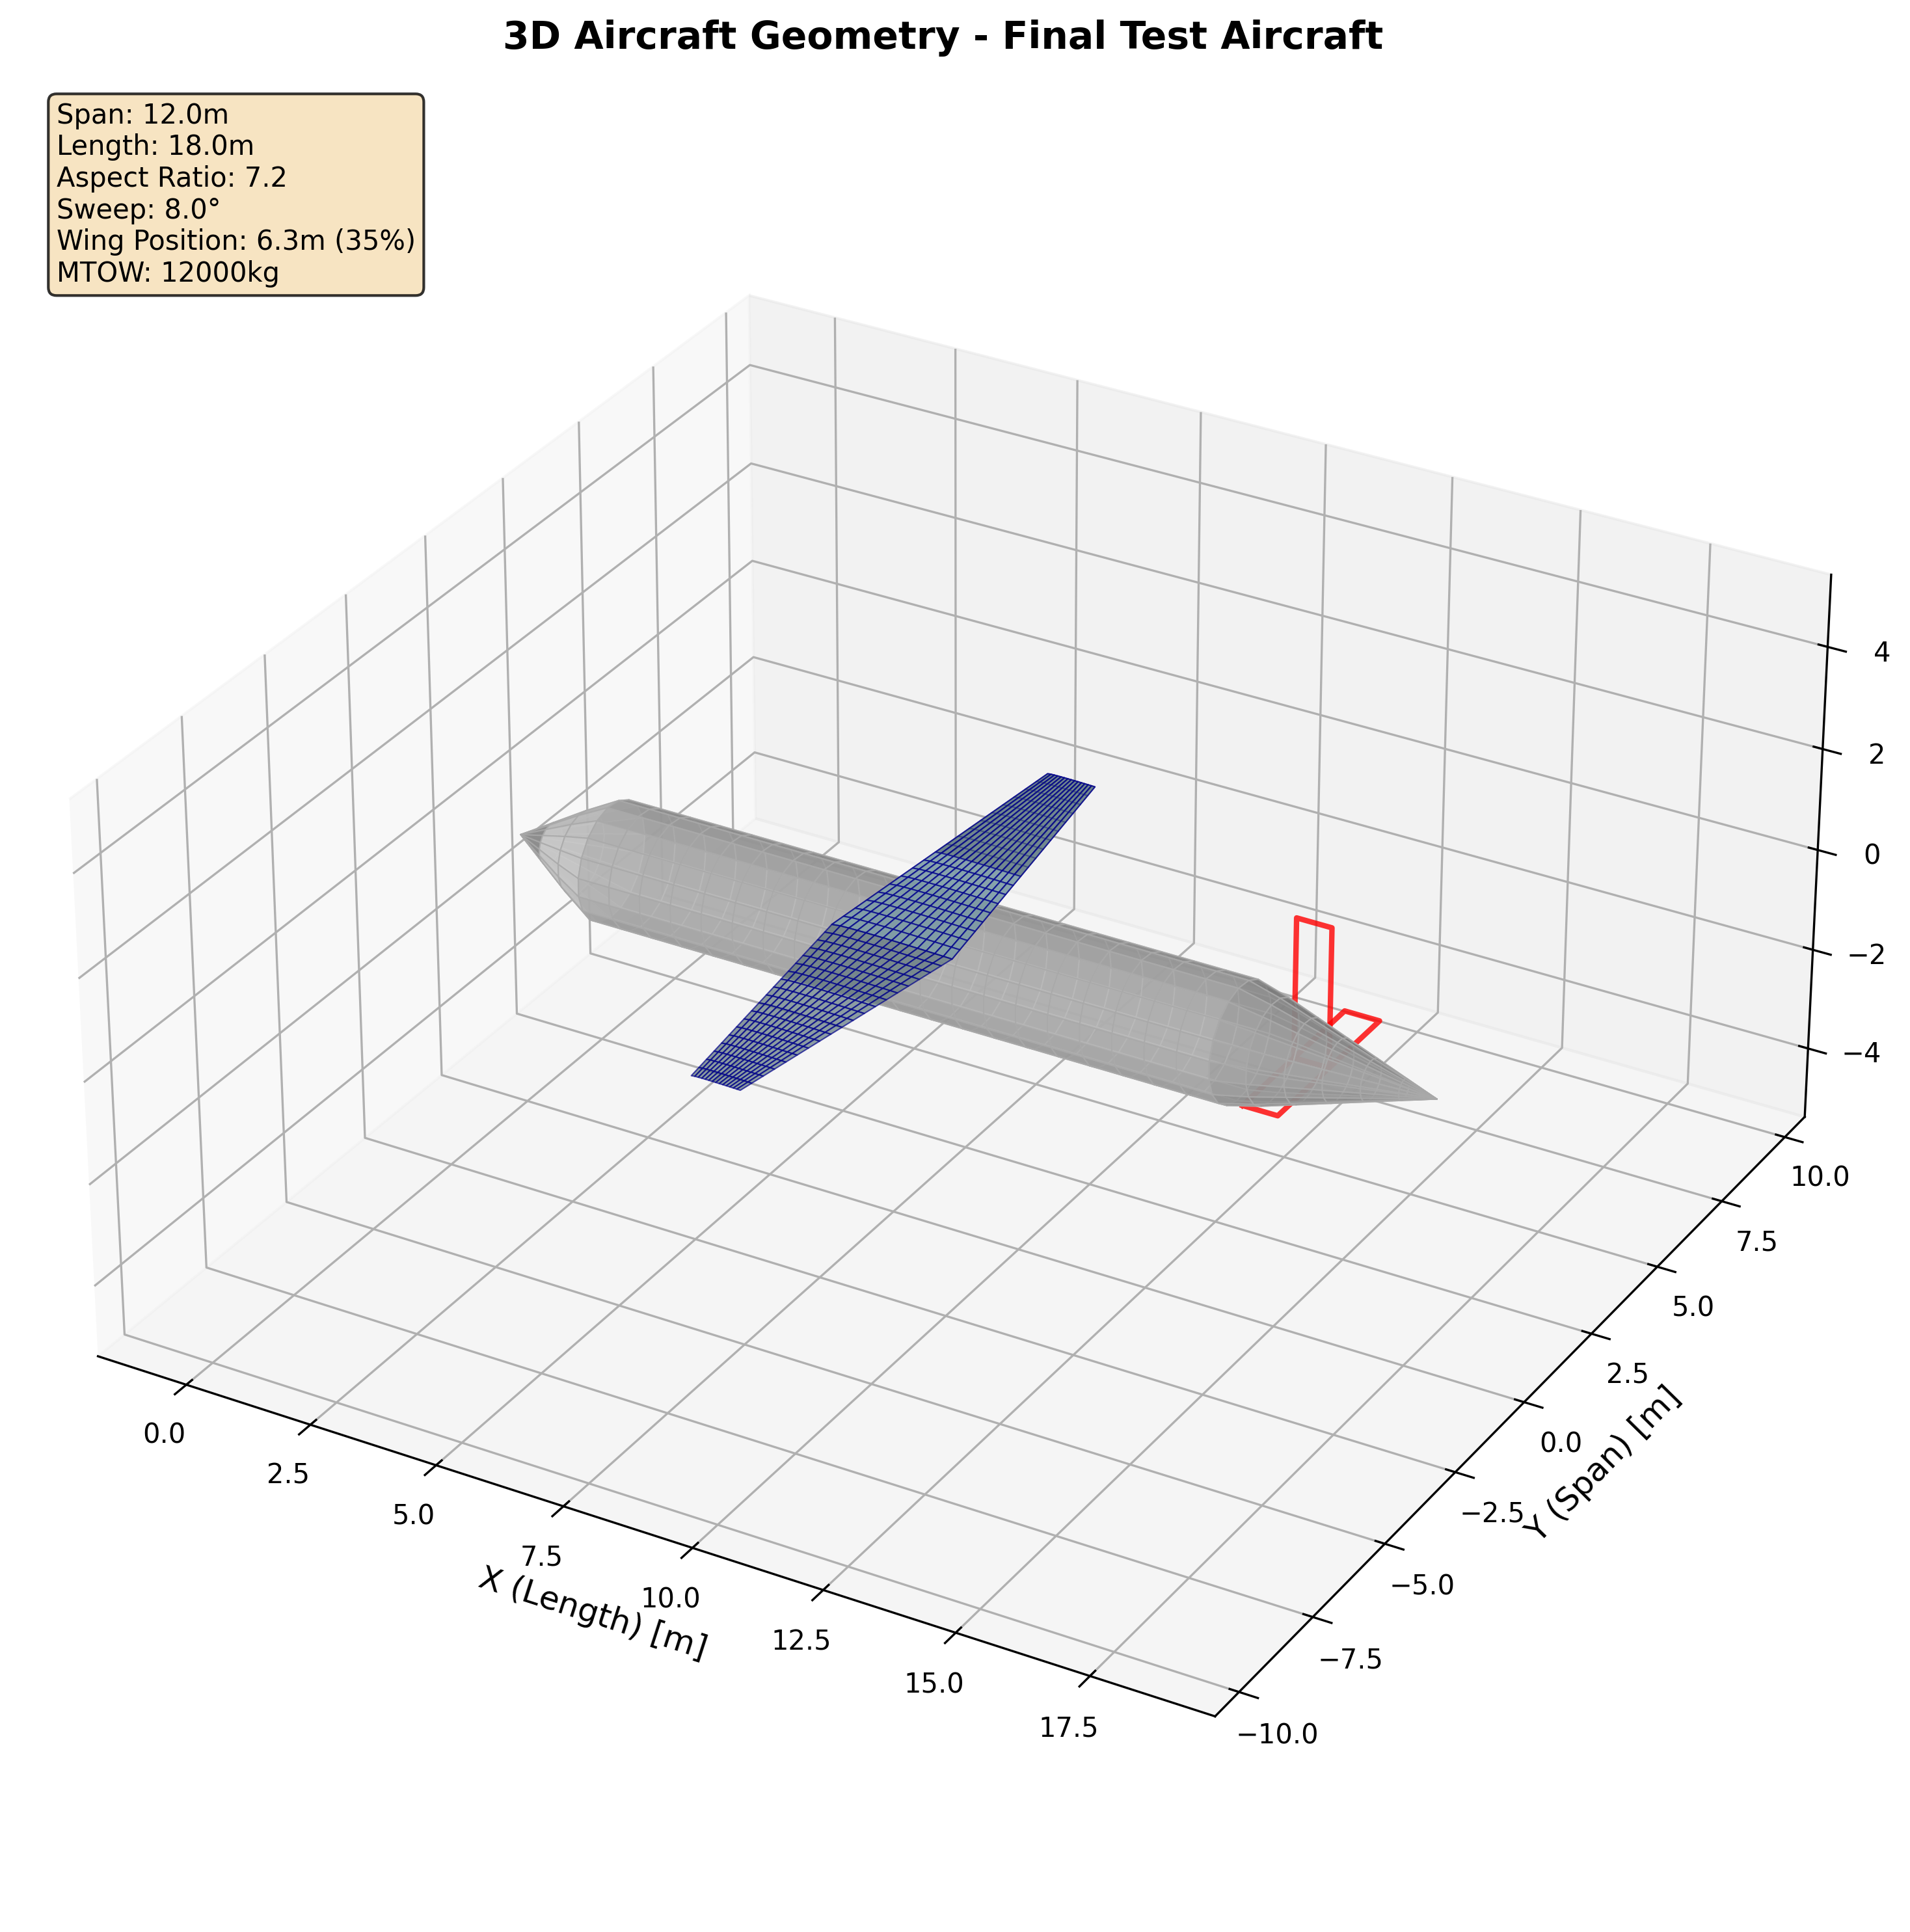 3D Aircraft Geometry - Final Test Aircraft
Span: 12.0m
Length: 18.0m
Aspect Ratio: 7.2
Sweep: 8.0°
Wing Position: 6.3m (35%)
MTOW: 12000kg
4
2
0
−2
−4
10.0
7.5
5.0
2.5
0.0
−2.5
−5.0
−7.5
−10.0
Y (Span) [m]
0.0
2.5
5.0
7.5
10.0
12.5
15.0
17.5
X (Length) [m]